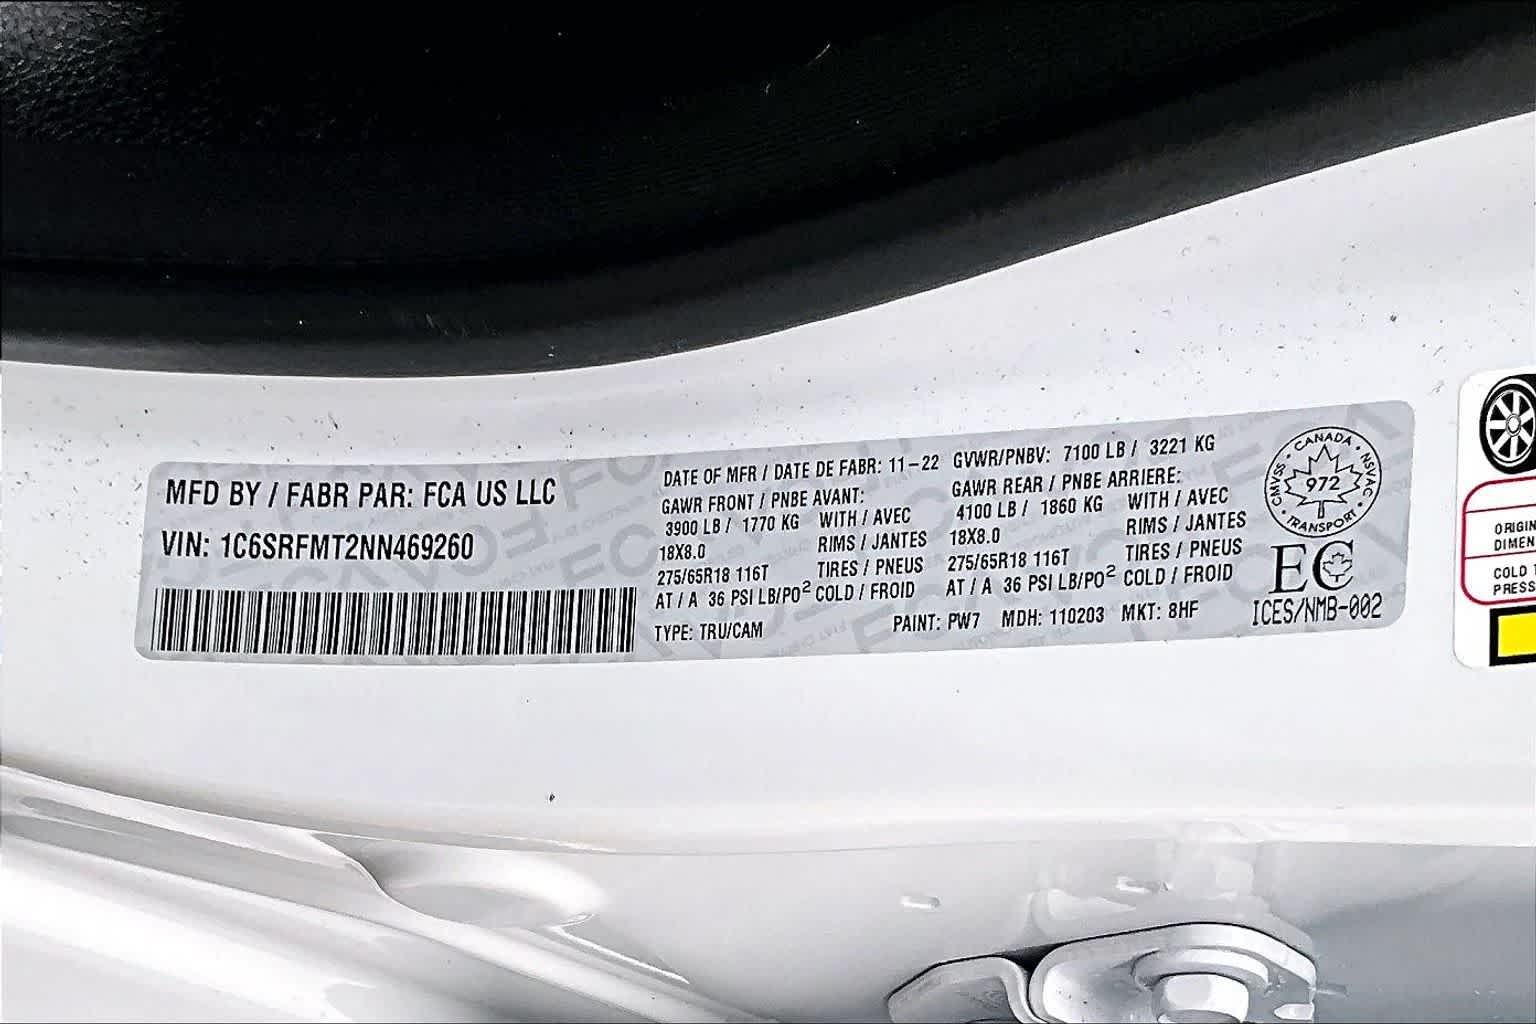 MFD BY / FABR PAR: FCA US LLC
VIN: 1C6SRFMT2NN469260
DATE OF MFR / DATE DE FABR: 11-22 GVWR/PNBV: 7100 LB / 3221 KG
GAWR FRONT / PNBE AVANT:
3900 LB / 1770 KG WITH / AVEC
18X8.0 RIMS / JANTES
275/65R18 116T TIRES / PNEUS
AT / A 36 PSI LB/PO² COLD / FROID
TYPE: TRU/CAM
GAWR REAR / PNBE ARRIERE:
4100 LB / 1860 KG WITH / AVEC
18X8.0 RIMS / JANTES
275/65R18 116T TIRES / PNEUS
AT / A 36 PSI LB/PO² COLD / FROID
PAINT: PW7 MDH: 110203 MKT: 8HF
CANADA
CMVSS 972 NSVAC
TRANSPORT
EC
ICES/NMB-002
ORIGIN
DIMEN
COLD T
PRESS